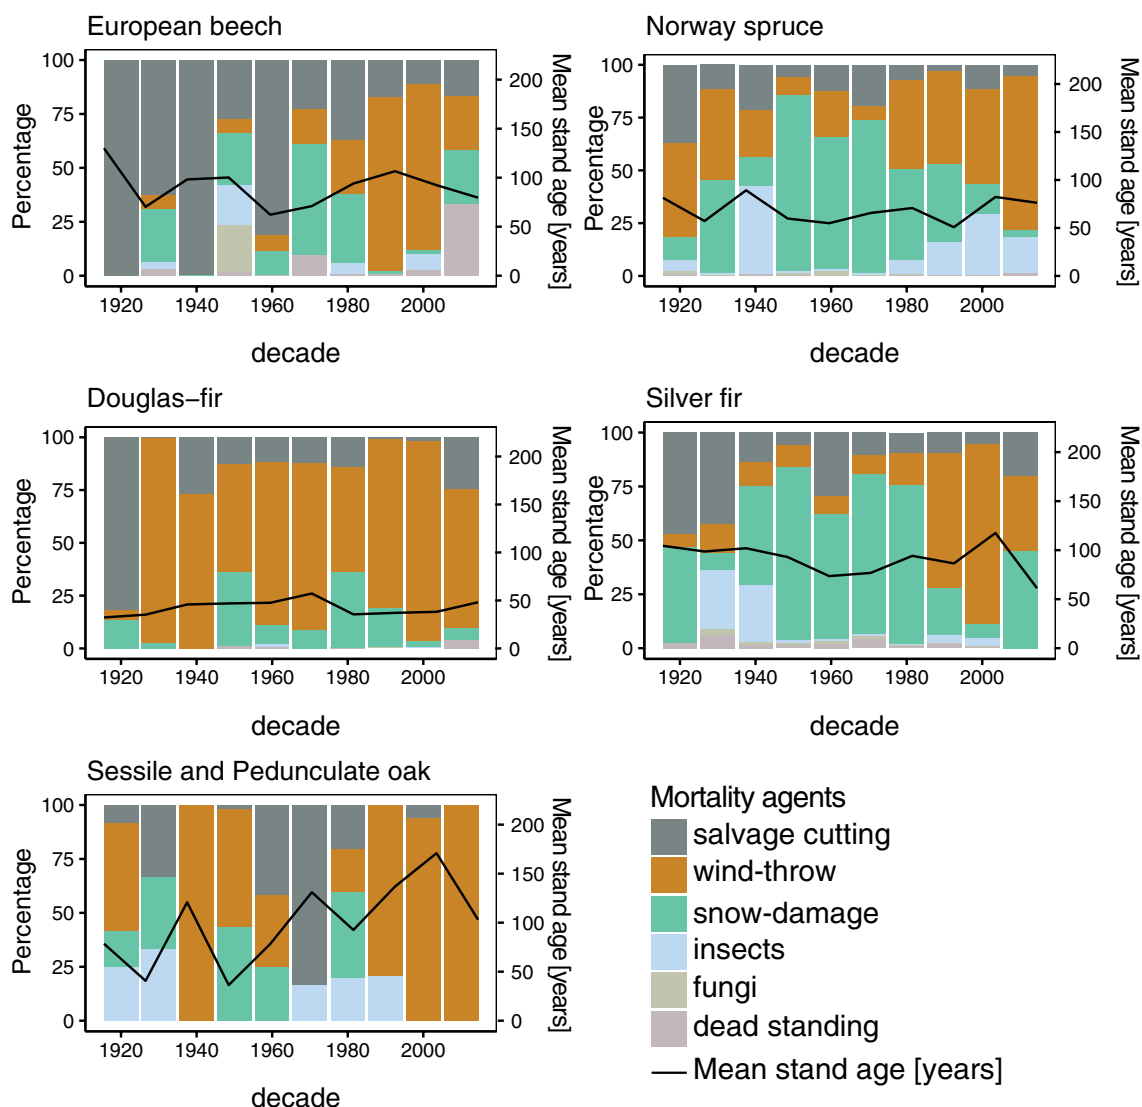 European beech
Percentage
100
75
50
25
0
200
150
100
50
0
Mean stand age [years]
1920 1940 1960 1980 2000
decade
Norway spruce
Percentage
100
75
50
25
0
200
150
100
50
0
Mean stand age [years]
1920 1940 1960 1980 2000
decade
Douglas−fir
Percentage
100
75
50
25
0
200
150
100
50
0
Mean stand age [years]
1920 1940 1960 1980 2000
decade
Silver fir
Percentage
100
75
50
25
0
200
150
100
50
0
Mean stand age [years]
1920 1940 1960 1980 2000
decade
Sessile and Pedunculate oak
Percentage
100
75
50
25
0
200
150
100
50
0
Mean stand age [years]
1920 1940 1960 1980 2000
decade
Mortality agents
salvage cutting
wind-throw
snow-damage
insects
fungi
dead standing
Mean stand age [years]